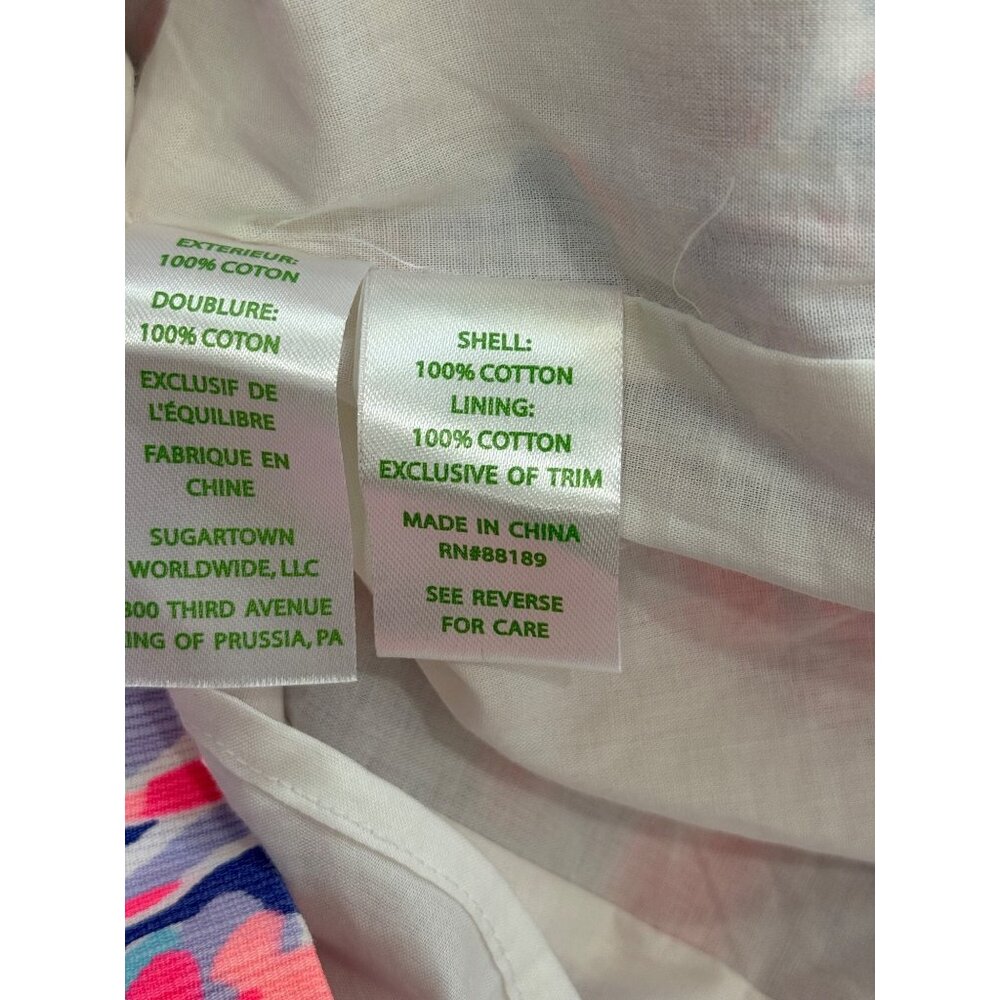 EXTERIEUR:
100% COTON
DOUBLURE:
100% COTON
EXCLUSIF DE
L'ÉQUILIBRE
FABRIQUE EN
CHINE
SUGARTOWN
WORLDWIDE, LLC
800 THIRD AVENUE
ING OF PRUSSIA, PA
SHELL:
100% COTTON
LINING:
100% COTTON
EXCLUSIVE OF TRIM
MADE IN CHINA
RN#88189
SEE REVERSE
FOR CARE